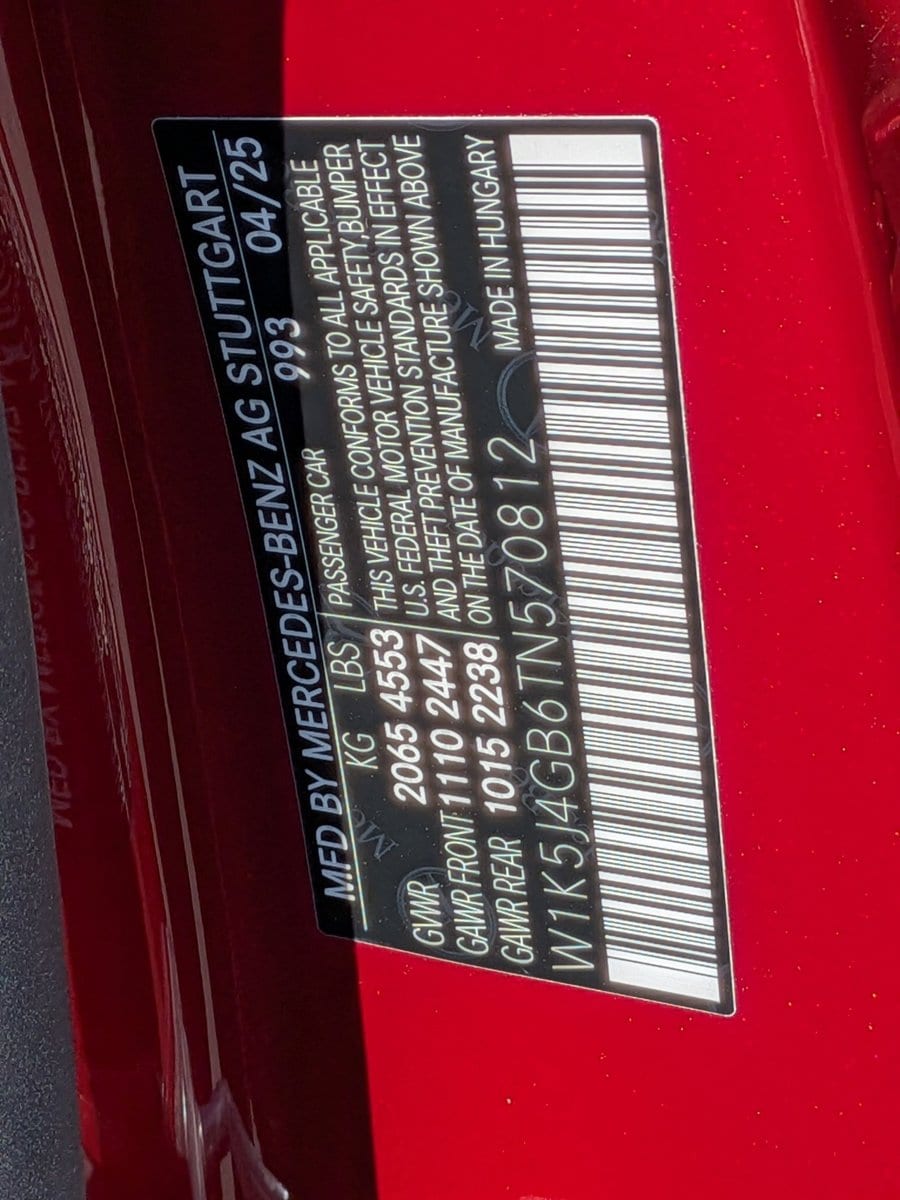 MFD BY MERCEDES-BENZ AG STUTTGART
993 04/25
KG LBS
GVWR 2065 4553
GAWR FRONT 1110 2447
GAWR REAR 1015 2238
PASSENGER CAR
THIS VEHICLE CONFORMS TO ALL APPLICABLE
U.S. FEDERAL MOTOR VEHICLE SAFETY, BUMPER
AND THEFT PREVENTION STANDARDS IN EFFECT
ON THE DATE OF MANUFACTURE SHOWN ABOVE
W1K5J4GB6TN570812 MADE IN HUNGARY